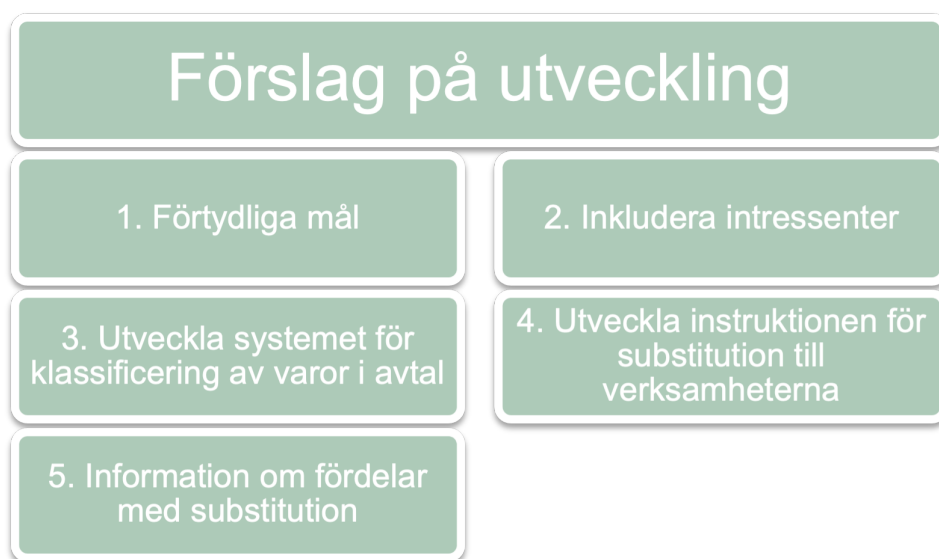 Förslag på utveckling
1. Förtydliga mål
2. Inkludera intressenter
3. Utveckla systemet för
klassificering av varor i avtal
4. Utveckla instruktionen för
substitution till
verksamheterna
5. Information om fördelar
med substitution